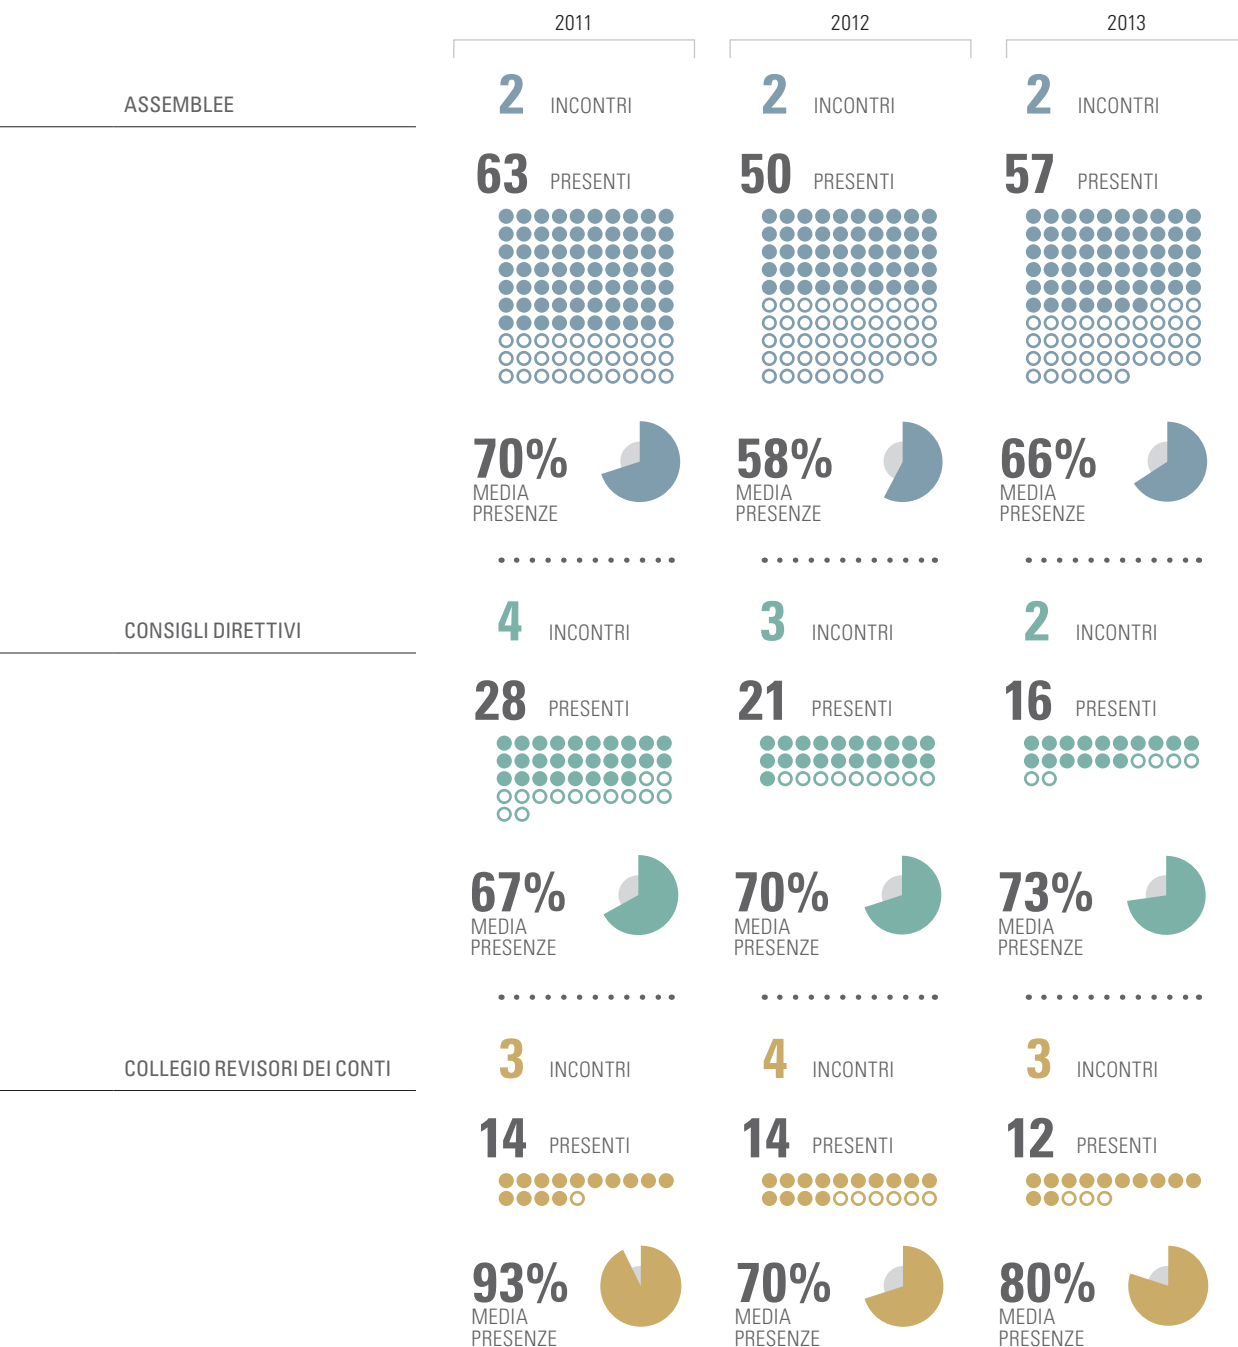 2011 2012 2013
ASSEMBLEE
2 INCONTRI 2 INCONTRI 2 INCONTRI
63 PRESENTI 50 PRESENTI 57 PRESENTI
70% 58% 66%
MEDIA MEDIA MEDIA
PRESENZE PRESENZE PRESENZE
CONSIGLI DIRETTIVI
4 INCONTRI 3 INCONTRI 2 INCONTRI
28 PRESENTI 21 PRESENTI 16 PRESENTI
67% 70% 73%
MEDIA MEDIA MEDIA
PRESENZE PRESENZE PRESENZE
COLLEGIO REVISORI DEI CONTI
3 INCONTRI 4 INCONTRI 3 INCONTRI
14 PRESENTI 14 PRESENTI 12 PRESENTI
93% 70% 80%
MEDIA MEDIA MEDIA
PRESENZE PRESENZE PRESENZE